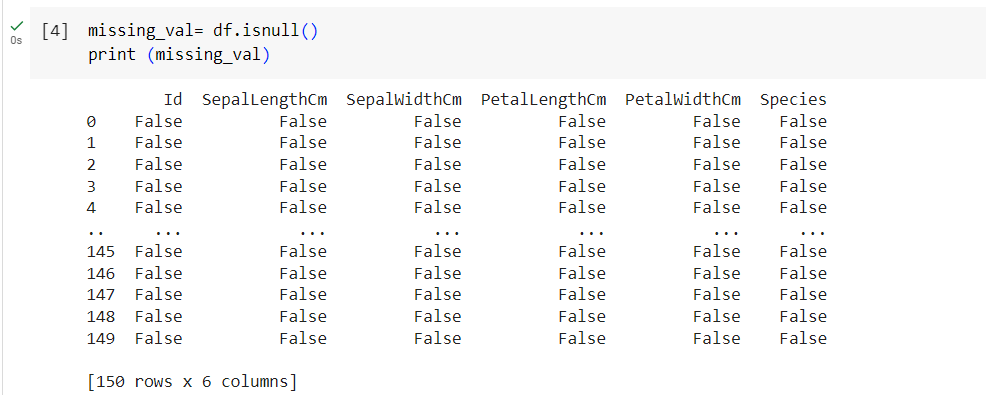 [4] missing_val= df.isnull()
0s
print (missing_val)
Id SepalLengthCm SepalWidthCm PetalLengthCm PetalWidthCm Species
0 False False False False False False
1 False False False False False False
2 False False False False False False
3 False False False False False False
4 False False False False False False
.. ... ... ... ... ... ...
145 False False False False False False
146 False False False False False False
147 False False False False False False
148 False False False False False False
149 False False False False False False
[150 rows x 6 columns]